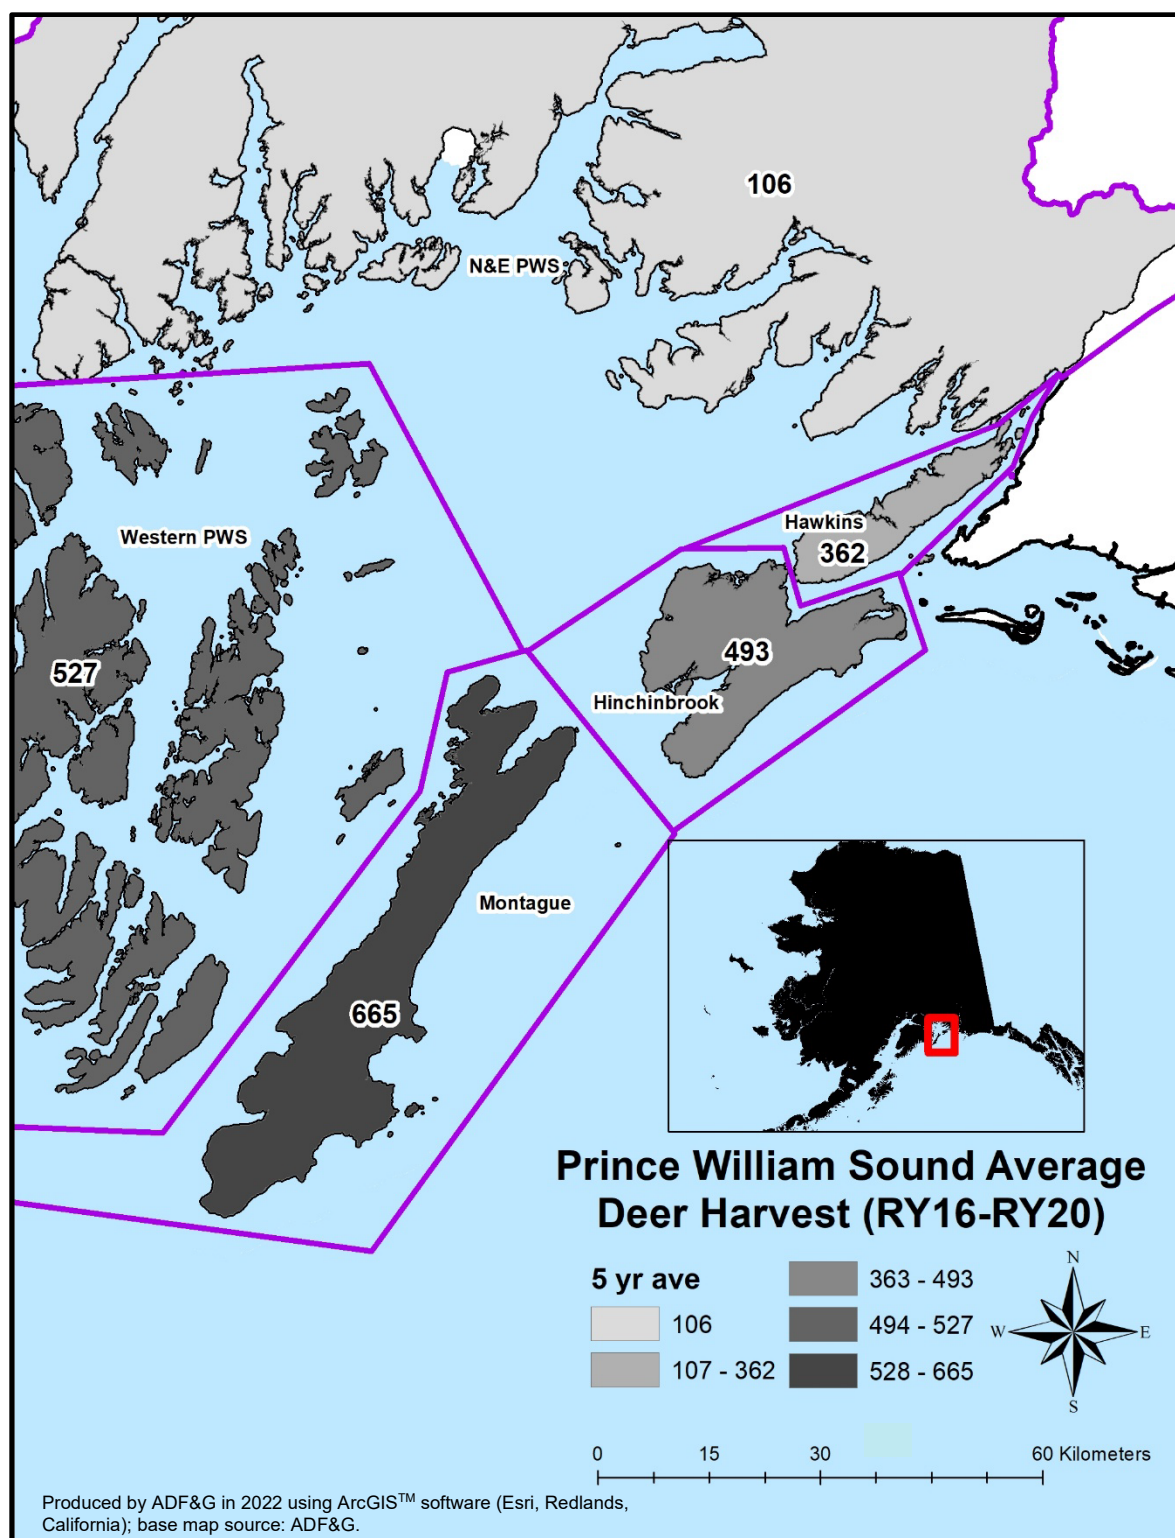 106
N&E PWS
Hawkins
362
Western PWS
493
527
Hinchinbrook
Montague
665
Prince William Sound Average
Deer Harvest (RY16-RY20)
5 yr ave
106
107 - 362
363 - 493
494 - 527
528 - 665
N
W
E
S
0 15 30 60 Kilometers
Produced by ADF&G in 2022 using ArcGIS™ software (Esri, Redlands,
California); base map source: ADF&G.